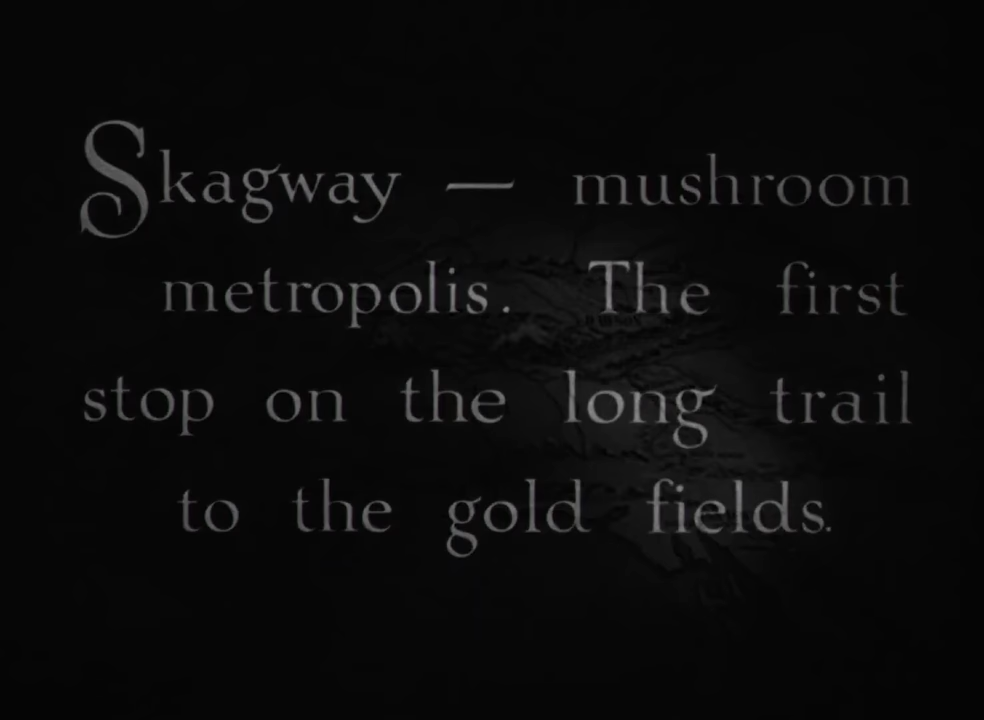 Skagway — mushroom
metropolis. The first
stop on the long trail
to the gold fields.